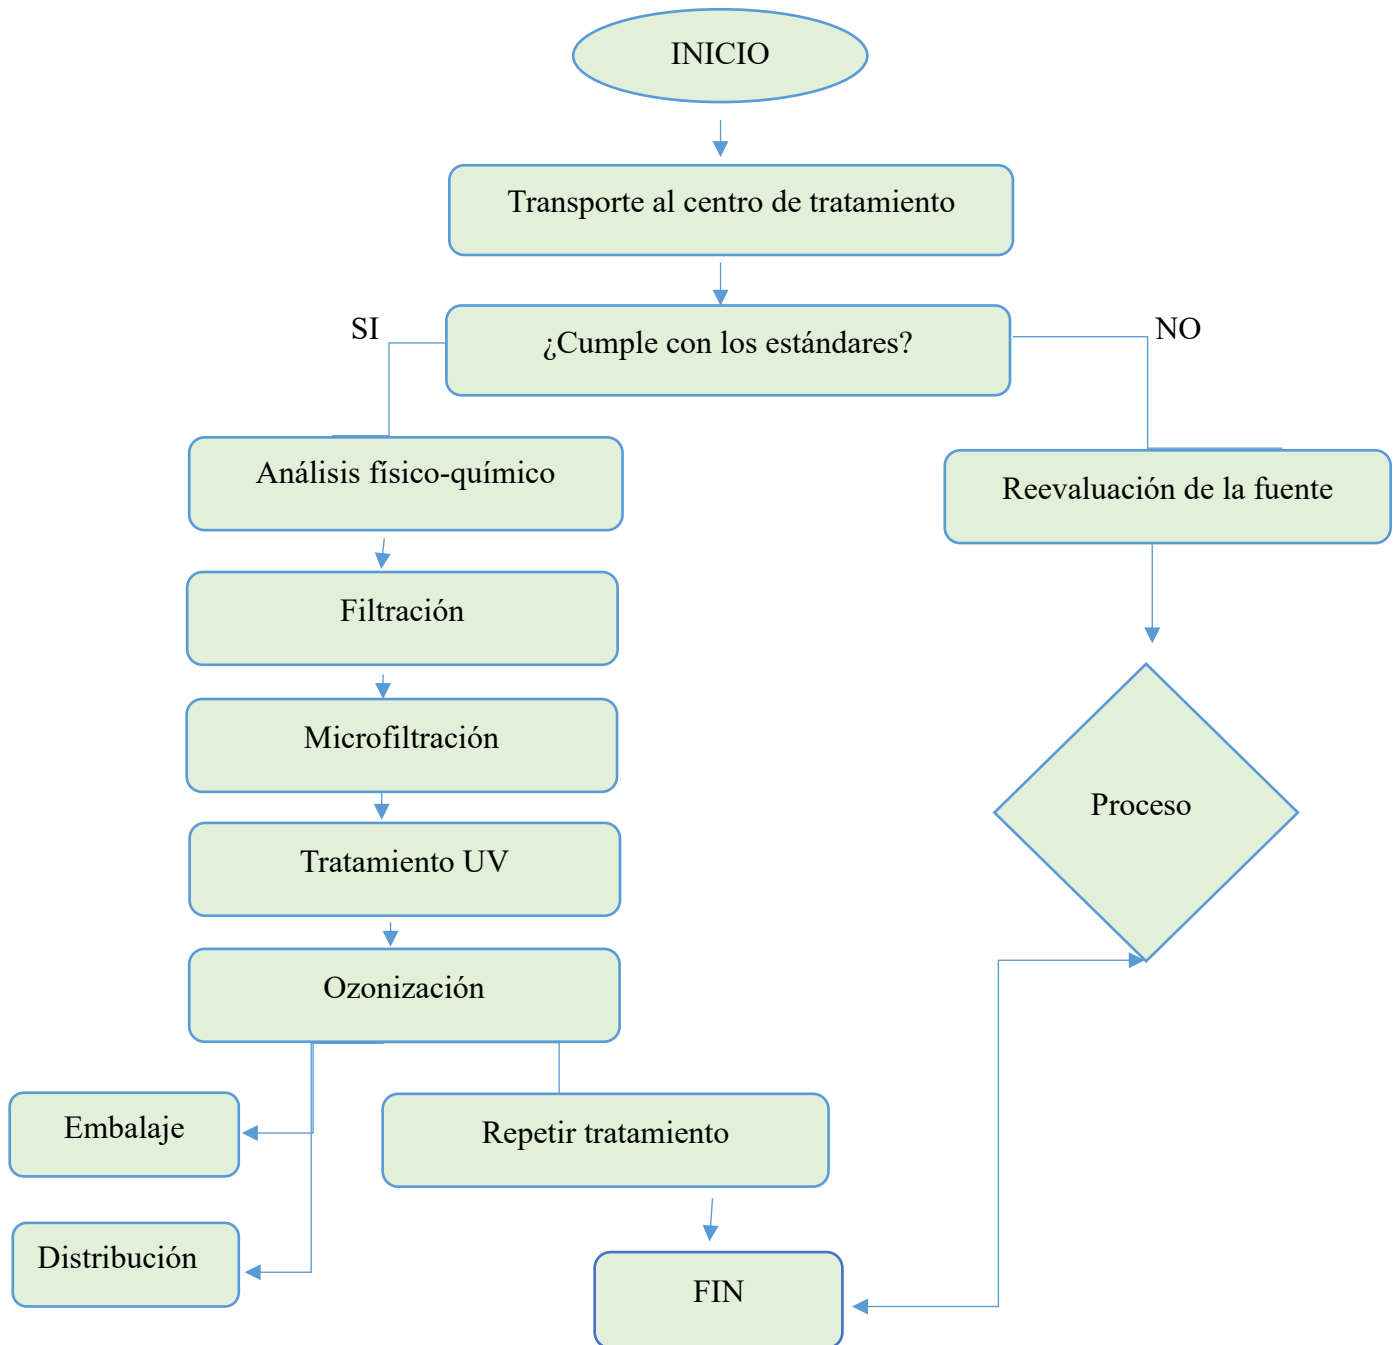 INICIO
Transporte al centro de tratamiento
SI
¿Cumple con los estándares?
NO
Análisis físico-químico
Reevaluación de la fuente
Filtración
Microfiltración
Proceso
Tratamiento UV
Ozonización
Embalaje
Repetir tratamiento
Distribución
FIN